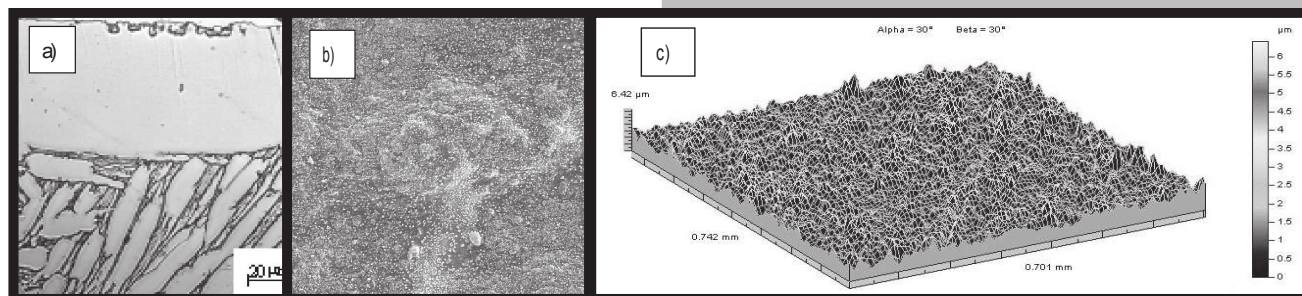 a)
20 µm
b)
c)
Alpha = 30° Beta = 30°
6.42 µm
0.742 mm
0.701 mm
µm
6
5.5
5
4.5
4
3.5
3
2.5
2
1.5
1
0.5
0